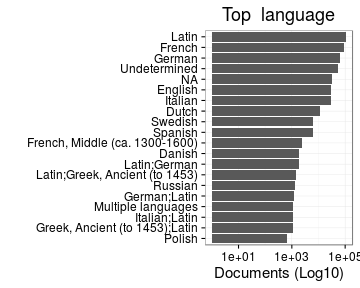 Top language
Latin
French
German
Undetermined
NA
English
Italian
Dutch
Swedish
Spanish
French, Middle (ca. 1300-1600)
Danish
Latin;German
Latin;Greek, Ancient (to 1453)
Russian
German;Latin
Multiple languages
Italian;Latin
Greek, Ancient (to 1453);Latin
Polish
1e+01 1e+03 1e+05
Documents (Log10)